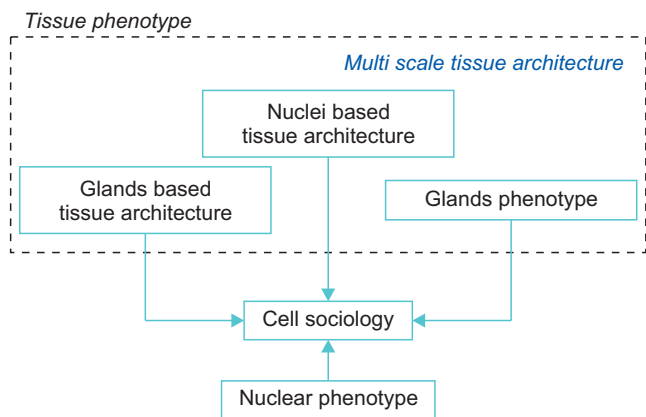 Tissue phenotype
Multi scale tissue architecture
Nuclei based
tissue architecture
Glands based
tissue architecture
Glands phenotype
Cell sociology
Nuclear phenotype